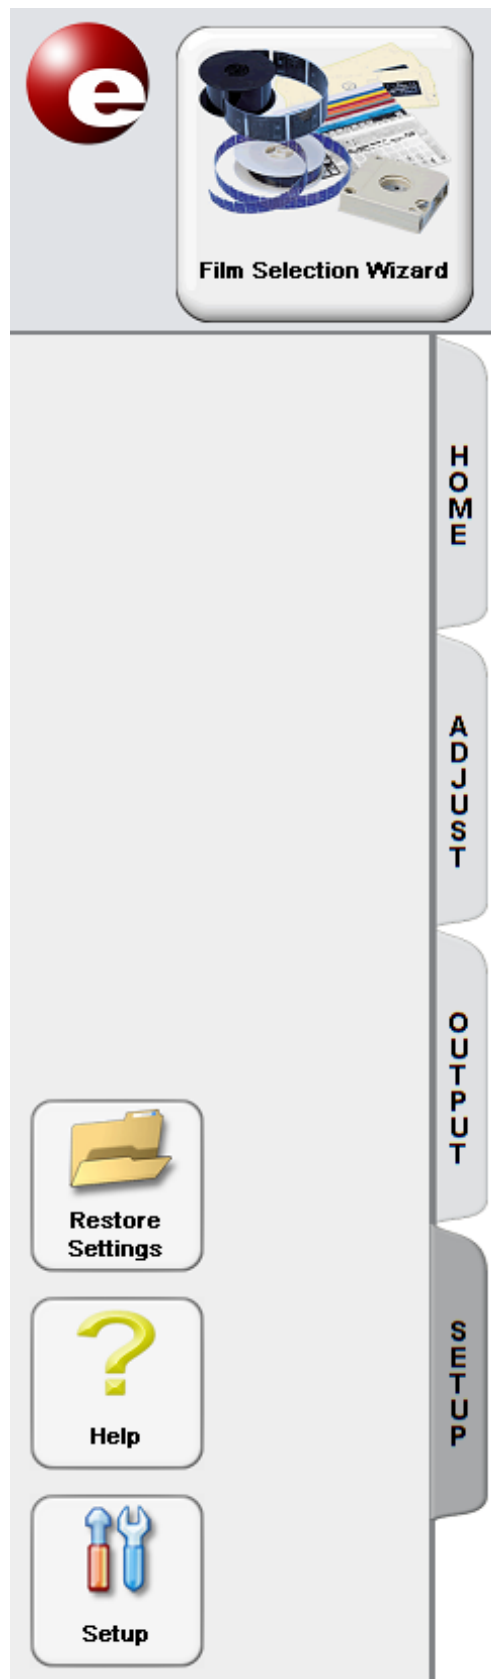 e
Film Selection Wizard
HOME
ADJUST
OUTPUT
Restore
Settings
SETUP
Help
Setup